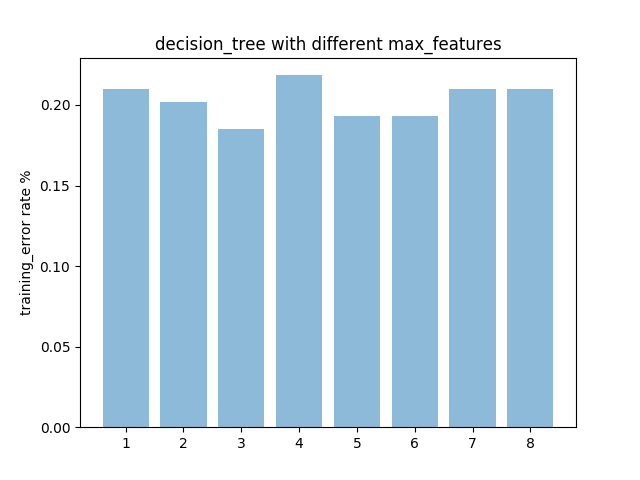 decision_tree with different max_features
training_error rate %
0.20
0.15
0.10
0.05
0.00
1 2 3 4 5 6 7 8